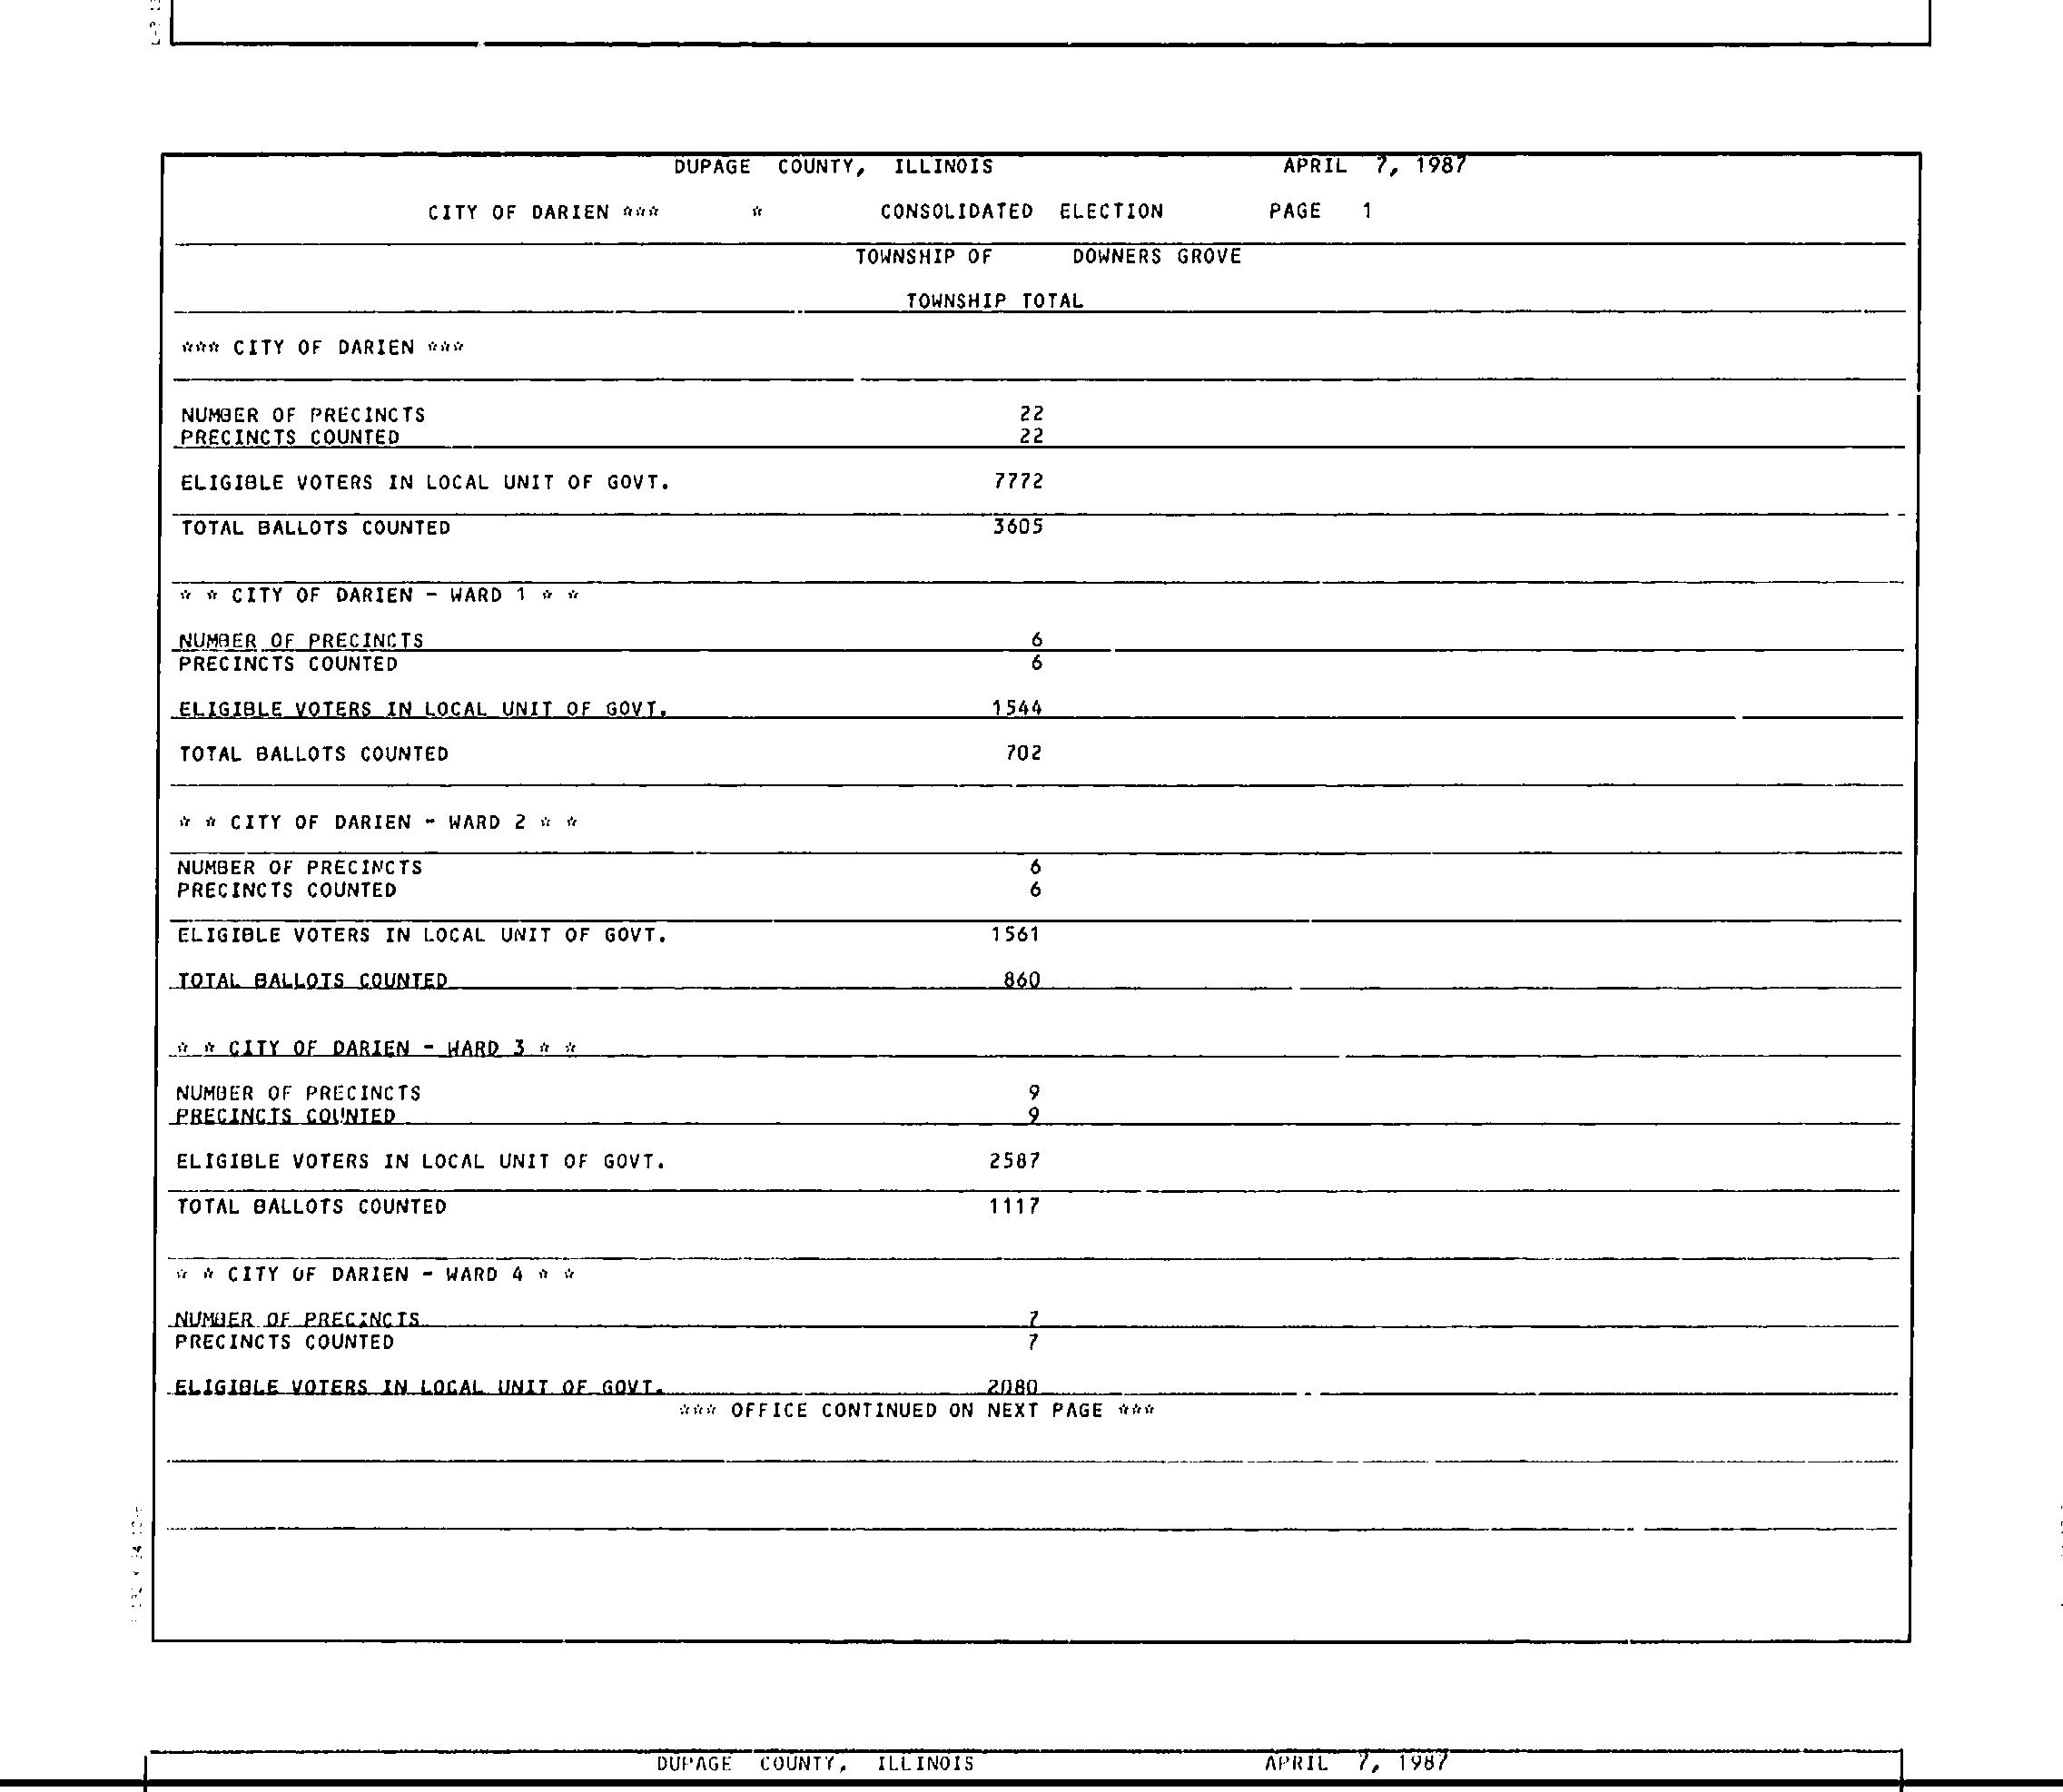 DUPAGE COUNTY, ILLINOIS APRIL 7, 1987
CITY OF DARIEN *** * CONSOLIDATED ELECTION PAGE 1
TOWNSHIP OF DOWNERS GROVE
TOWNSHIP TOTAL
*** CITY OF DARIEN ***
NUMBER OF PRECINCTS 22
PRECINCTS COUNTED 22
ELIGIBLE VOTERS IN LOCAL UNIT OF GOVT. 7772
TOTAL BALLOTS COUNTED 3605
* * CITY OF DARIEN - WARD 1 * *
NUMBER OF PRECINCTS 6
PRECINCTS COUNTED 6
ELIGIBLE VOTERS IN LOCAL UNIT OF GOVT. 1544
TOTAL BALLOTS COUNTED 702
* * CITY OF DARIEN - WARD 2 * *
NUMBER OF PRECINCTS 6
PRECINCTS COUNTED 6
ELIGIBLE VOTERS IN LOCAL UNIT OF GOVT. 1561
TOTAL BALLOTS COUNTED 860
* * CITY OF DARIEN - WARD 3 * *
NUMBER OF PRECINCTS 9
PRECINCTS COUNTED 9
ELIGIBLE VOTERS IN LOCAL UNIT OF GOVT. 2587
TOTAL BALLOTS COUNTED 1117
* * CITY OF DARIEN - WARD 4 * *
NUMBER OF PRECINCTS 7
PRECINCTS COUNTED 7
ELIGIBLE VOTERS IN LOCAL UNIT OF GOVT. 2080
*** OFFICE CONTINUED ON NEXT PAGE ***
DUPAGE COUNTY, ILLINOIS APRIL 7, 1987